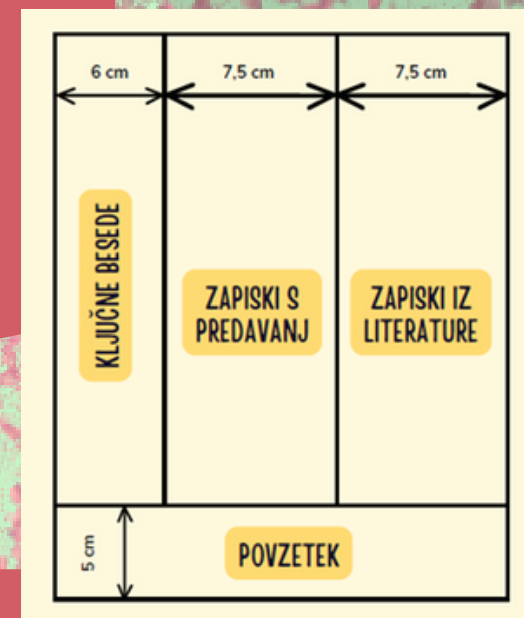 6 cm
7,5 cm
7,5 cm
KLJUČNE BESEDE
ZAPISKI S
PREDAVANJ
ZAPISKI IZ
LITERATURE
5 cm
POVZETEK